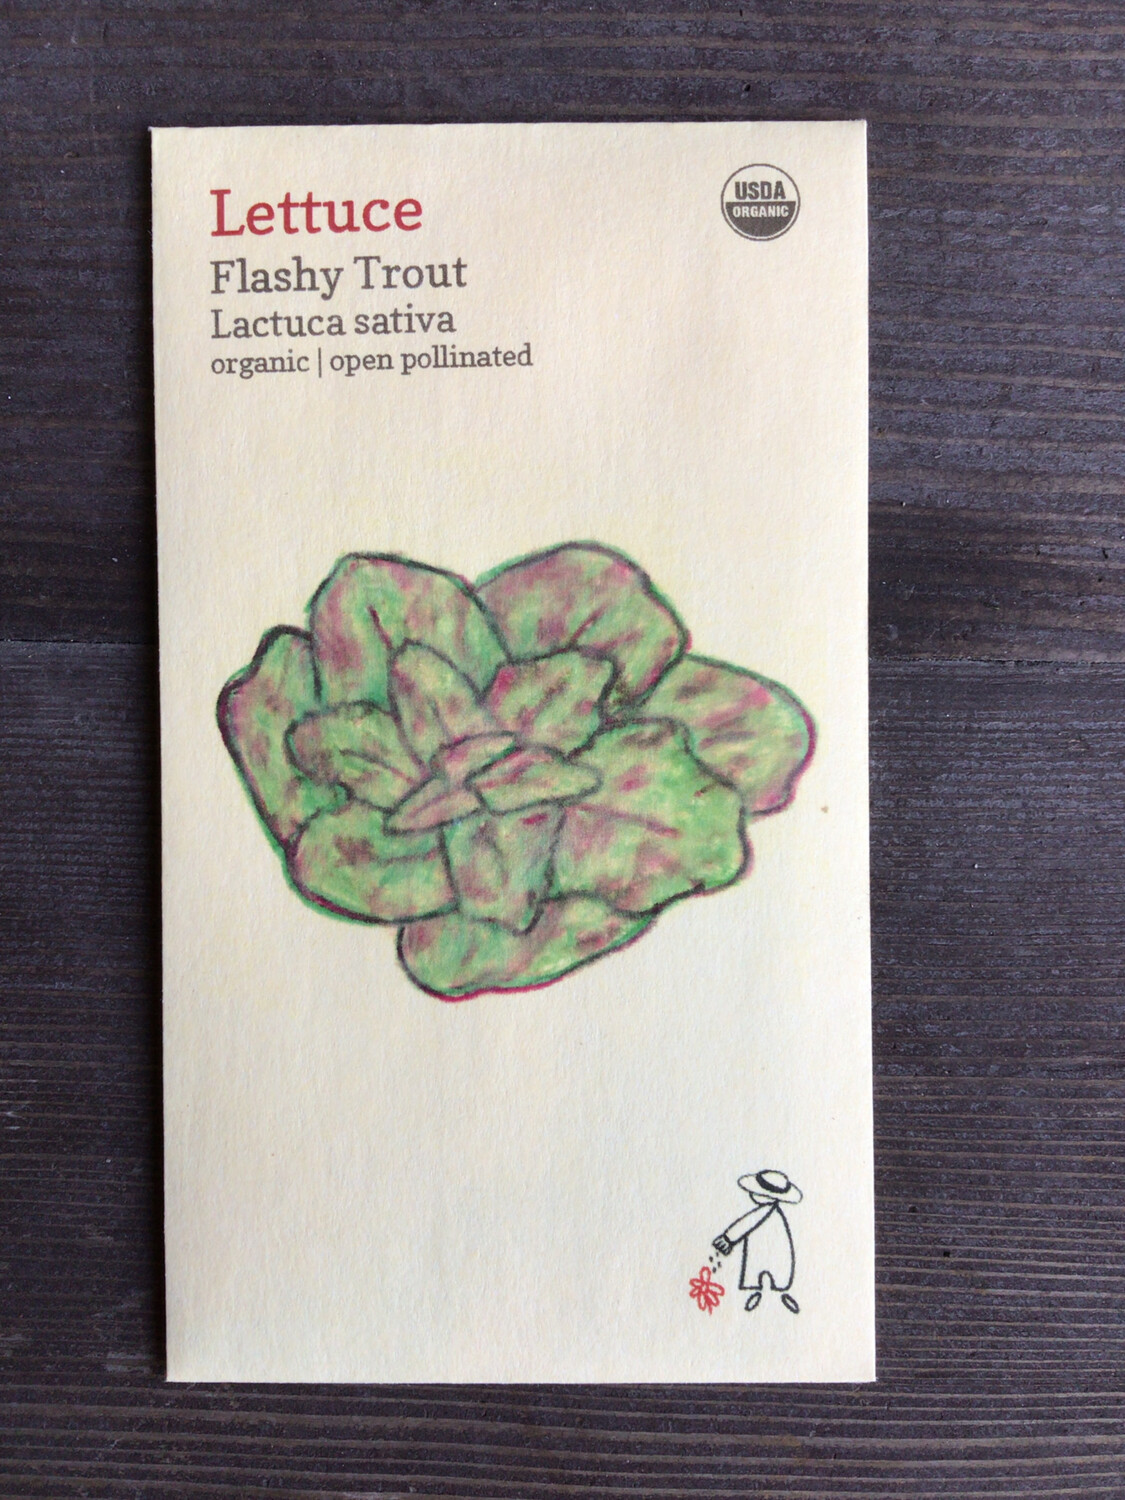 Lettuce
USDA
ORGANIC
Flashy Trout
Lactuca sativa
organic | open pollinated